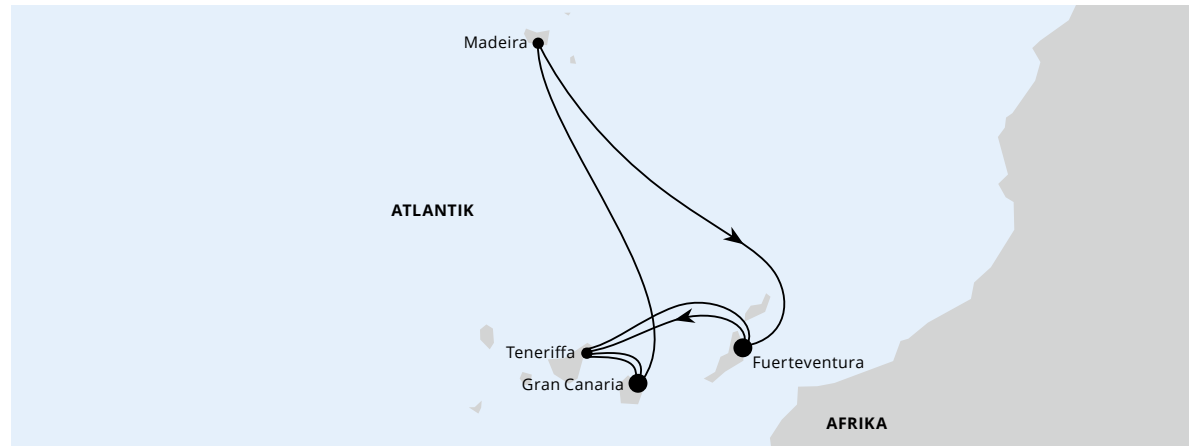 Madeira
ATLANTIK
Teneriffa
Fuerteventura
Gran Canaria
AFRIKA